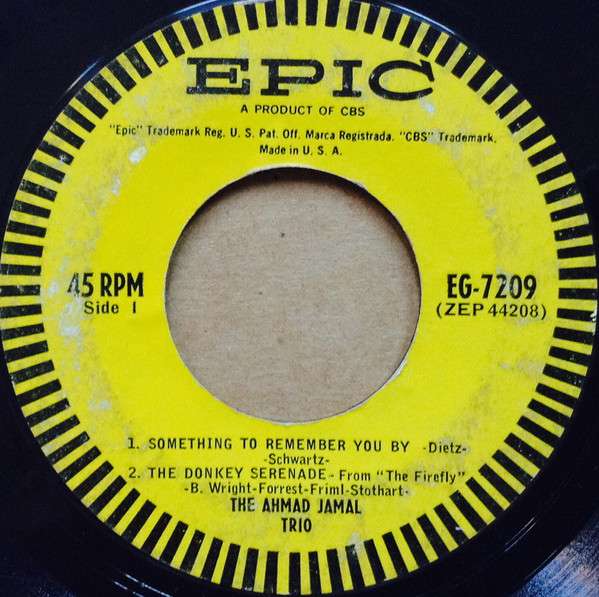 EPIC
A PRODUCT OF CBS
"Epic" Trademark Reg. U. S. Pat. Off. Marca Registrada. "CBS" Trademark.
Made in U. S. A.
45 RPM
Side 1
EG-7209
(ZEP 44208)
1. SOMETHING TO REMEMBER YOU BY -Dietz-
-Schwartz-
2. THE DONKEY SERENADE - From "The Firefly"
-B. Wright-Forrest-Friml-Stothart-
THE AHMAD JAMAL
TRIO